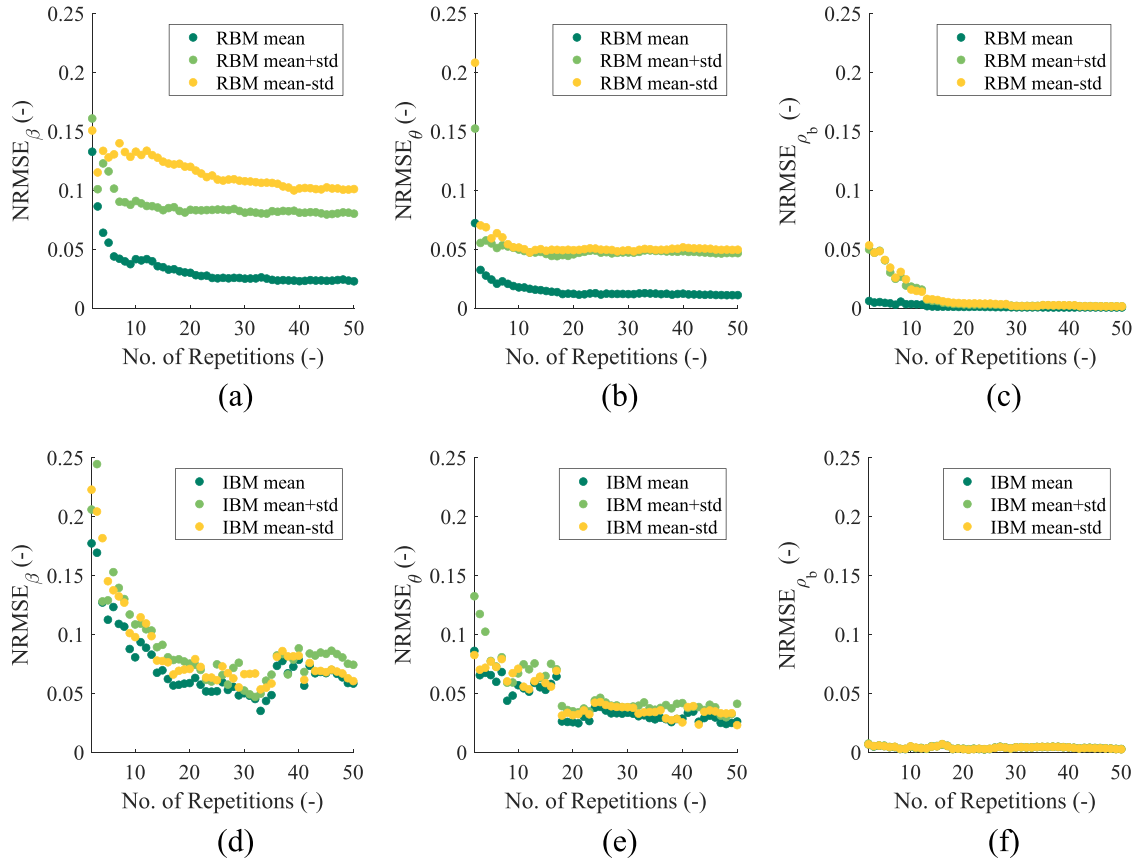 0.25
0.2
0.15
0.1
0.05
0
10 20 30 40 50
NRMSE_β (-)
No. of Repetitions (-)
RBM mean
RBM mean+std
RBM mean-std
(a)
0.25
0.2
0.15
0.1
0.05
0
10 20 30 40 50
NRMSE_θ (-)
No. of Repetitions (-)
RBM mean
RBM mean+std
RBM mean-std
(b)
0.25
0.2
0.15
0.1
0.05
0
10 20 30 40 50
NRMSE_ρ_b (-)
No. of Repetitions (-)
RBM mean
RBM mean+std
RBM mean-std
(c)
0.25
0.2
0.15
0.1
0.05
0
10 20 30 40 50
NRMSE_β (-)
No. of Repetitions (-)
IBM mean
IBM mean+std
IBM mean-std
(d)
0.25
0.2
0.15
0.1
0.05
0
10 20 30 40 50
NRMSE_θ (-)
No. of Repetitions (-)
IBM mean
IBM mean+std
IBM mean-std
(e)
0.25
0.2
0.15
0.1
0.05
0
10 20 30 40 50
NRMSE_ρ_b (-)
No. of Repetitions (-)
IBM mean
IBM mean+std
IBM mean-std
(f)